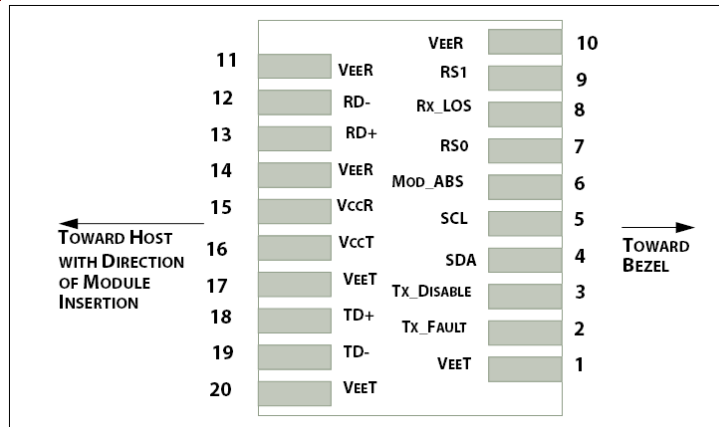 VEER 10
11 VEER
RS1 9
12 RD-
RX_LOS 8
13 RD+
RS0 7
14 VEER
MOD_ABS 6
15 VCCR
SCL 5
16 VCCT
SDA 4
17 VEET
TX_DISABLE 3
18 TD+
TX_FAULT 2
19 TD-
VEET 1
20 VEET
TOWARD HOST
WITH DIRECTION
OF MODULE
INSERTION
TOWARD
BEZEL